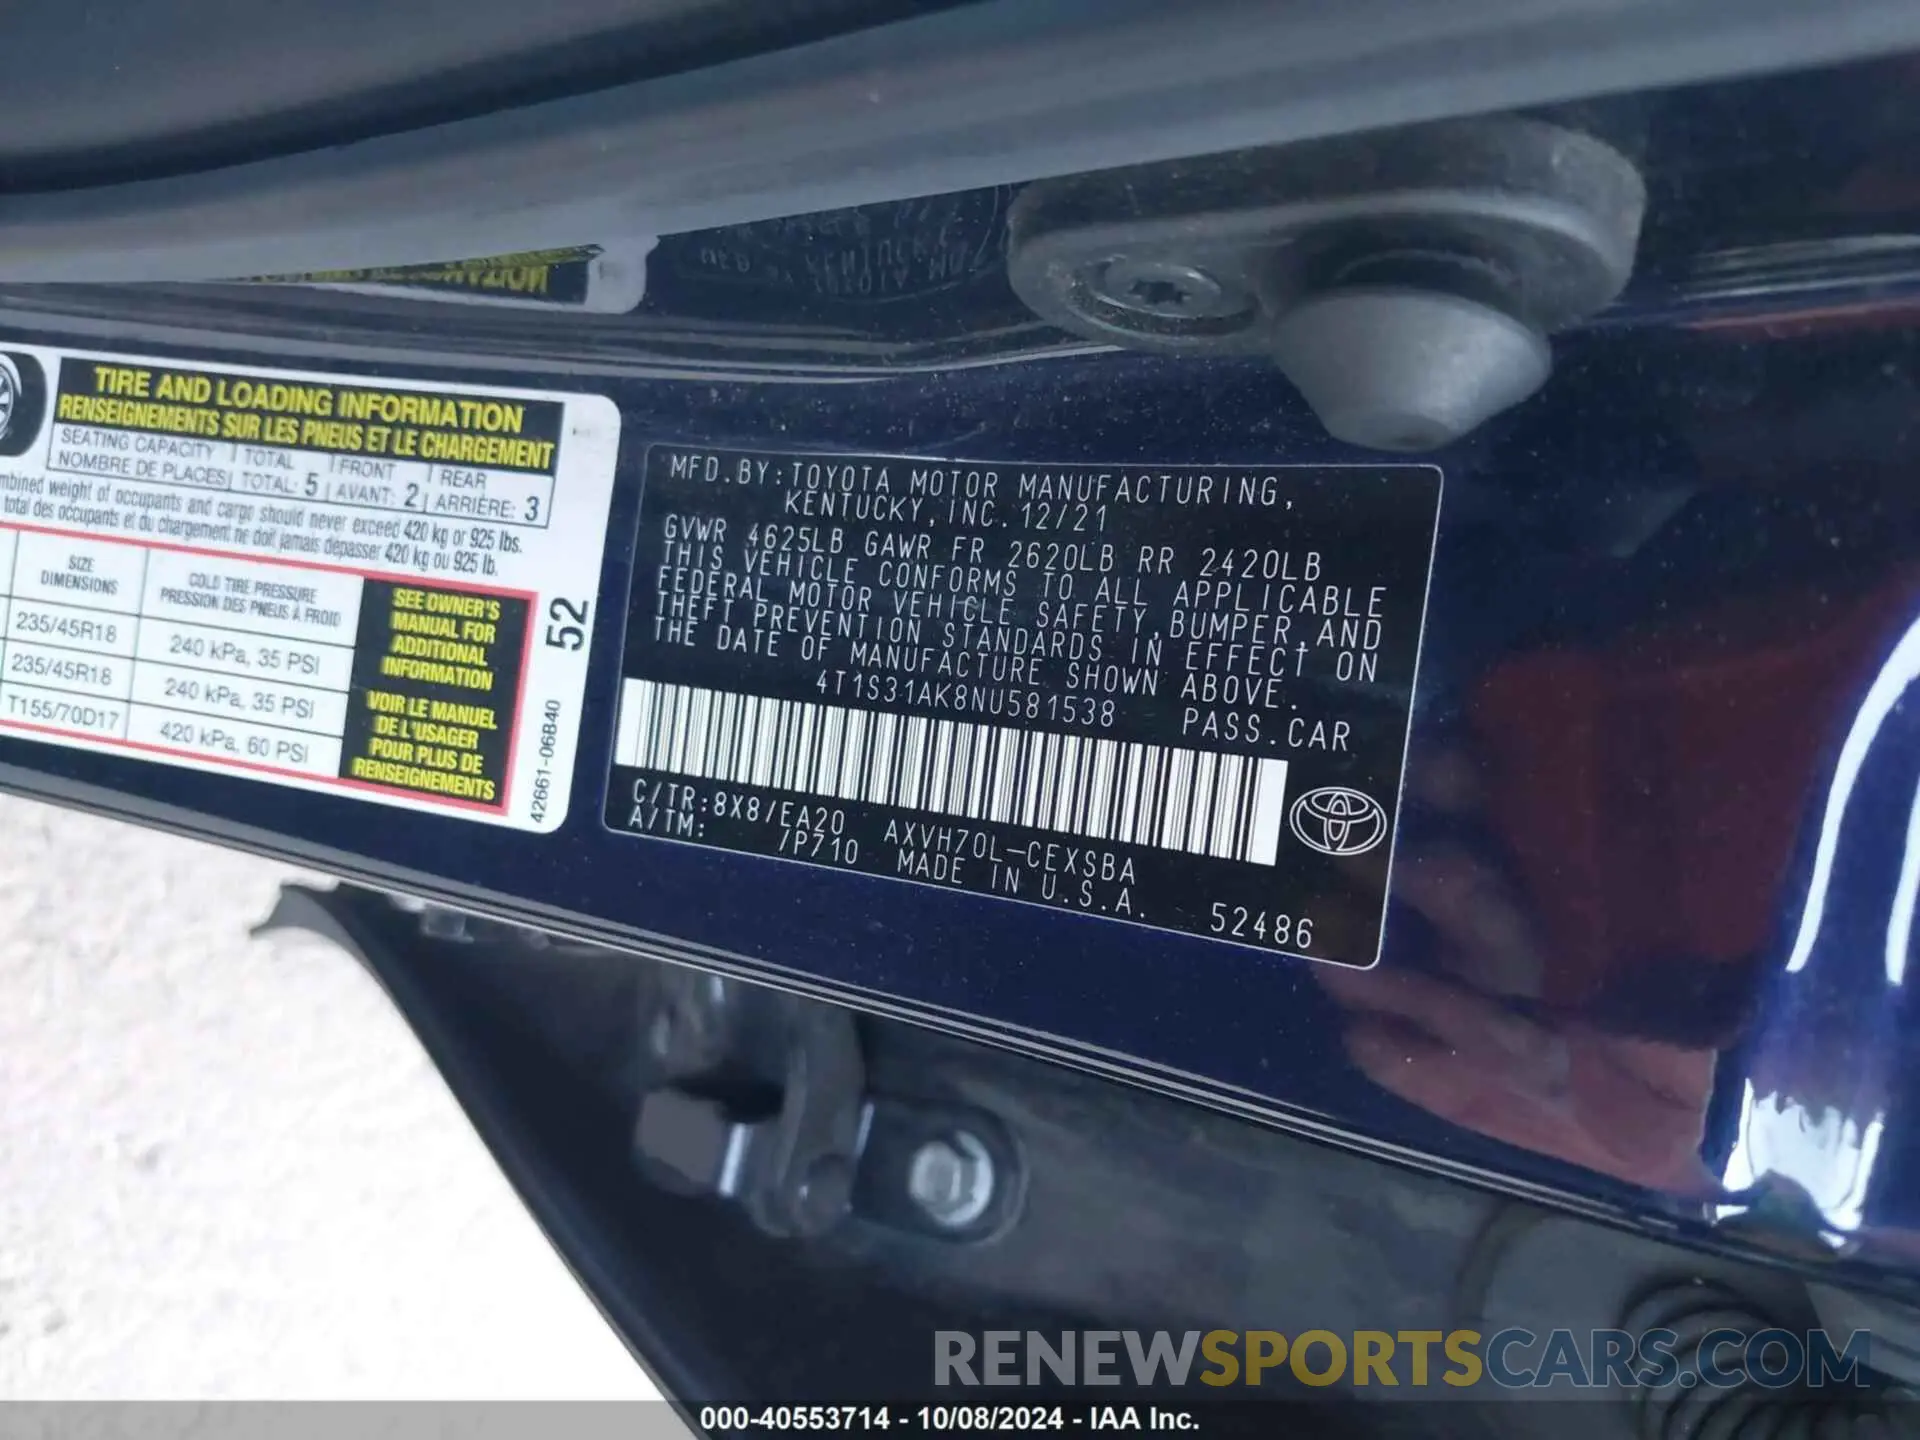 TIRE AND LOADING INFORMATION
RENSEIGNEMENTS SUR LES PNEUS ET LE CHARGEMENT
SEATING CAPACITY TOTAL FRONT REAR
NOMBRE DE PLACES TOTAL: 5 AVANT: 2 ARRIÈRE: 3
mbined weight of occupants and cargo should never exceed 420 kg or 925 lbs.
total des occupants et du chargement ne doit jamais dépasser 420 kg ou 925 lb.
SIZE
DIMENSIONS
COLD TIRE PRESSURE
PRESSION DES PNEUS À FROID
235/45R18 240 kPa, 35 PSI
235/45R18 240 kPa, 35 PSI
T155/70D17 420 kPa, 60 PSI
SEE OWNER'S
MANUAL FOR
ADDITIONAL
INFORMATION
VOIR LE MANUEL
DE L'USAGER
POUR PLUS DE
RENSEIGNEMENTS
52
42661-06B40
MFD.BY:TOYOTA MOTOR MANUFACTURING,
KENTUCKY,INC.12/21
GVWR 4625LB GAWR FR 2620LB RR 2420LB
THIS VEHICLE CONFORMS TO ALL APPLICABLE
FEDERAL MOTOR VEHICLE SAFETY,BUMPER,AND
THEFT PREVENTION STANDARDS IN EFFECT ON
THE DATE OF MANUFACTURE SHOWN ABOVE.
4T1S31AK8NU581538 PASS.CAR
C/TR:8X8/EA20 AXVH70L-CEXSBA
A/TM: /P710 MADE IN U.S.A.
52486
RENEWSPORTSCARS.COM
000-40553714 - 10/08/2024 - IAA Inc.